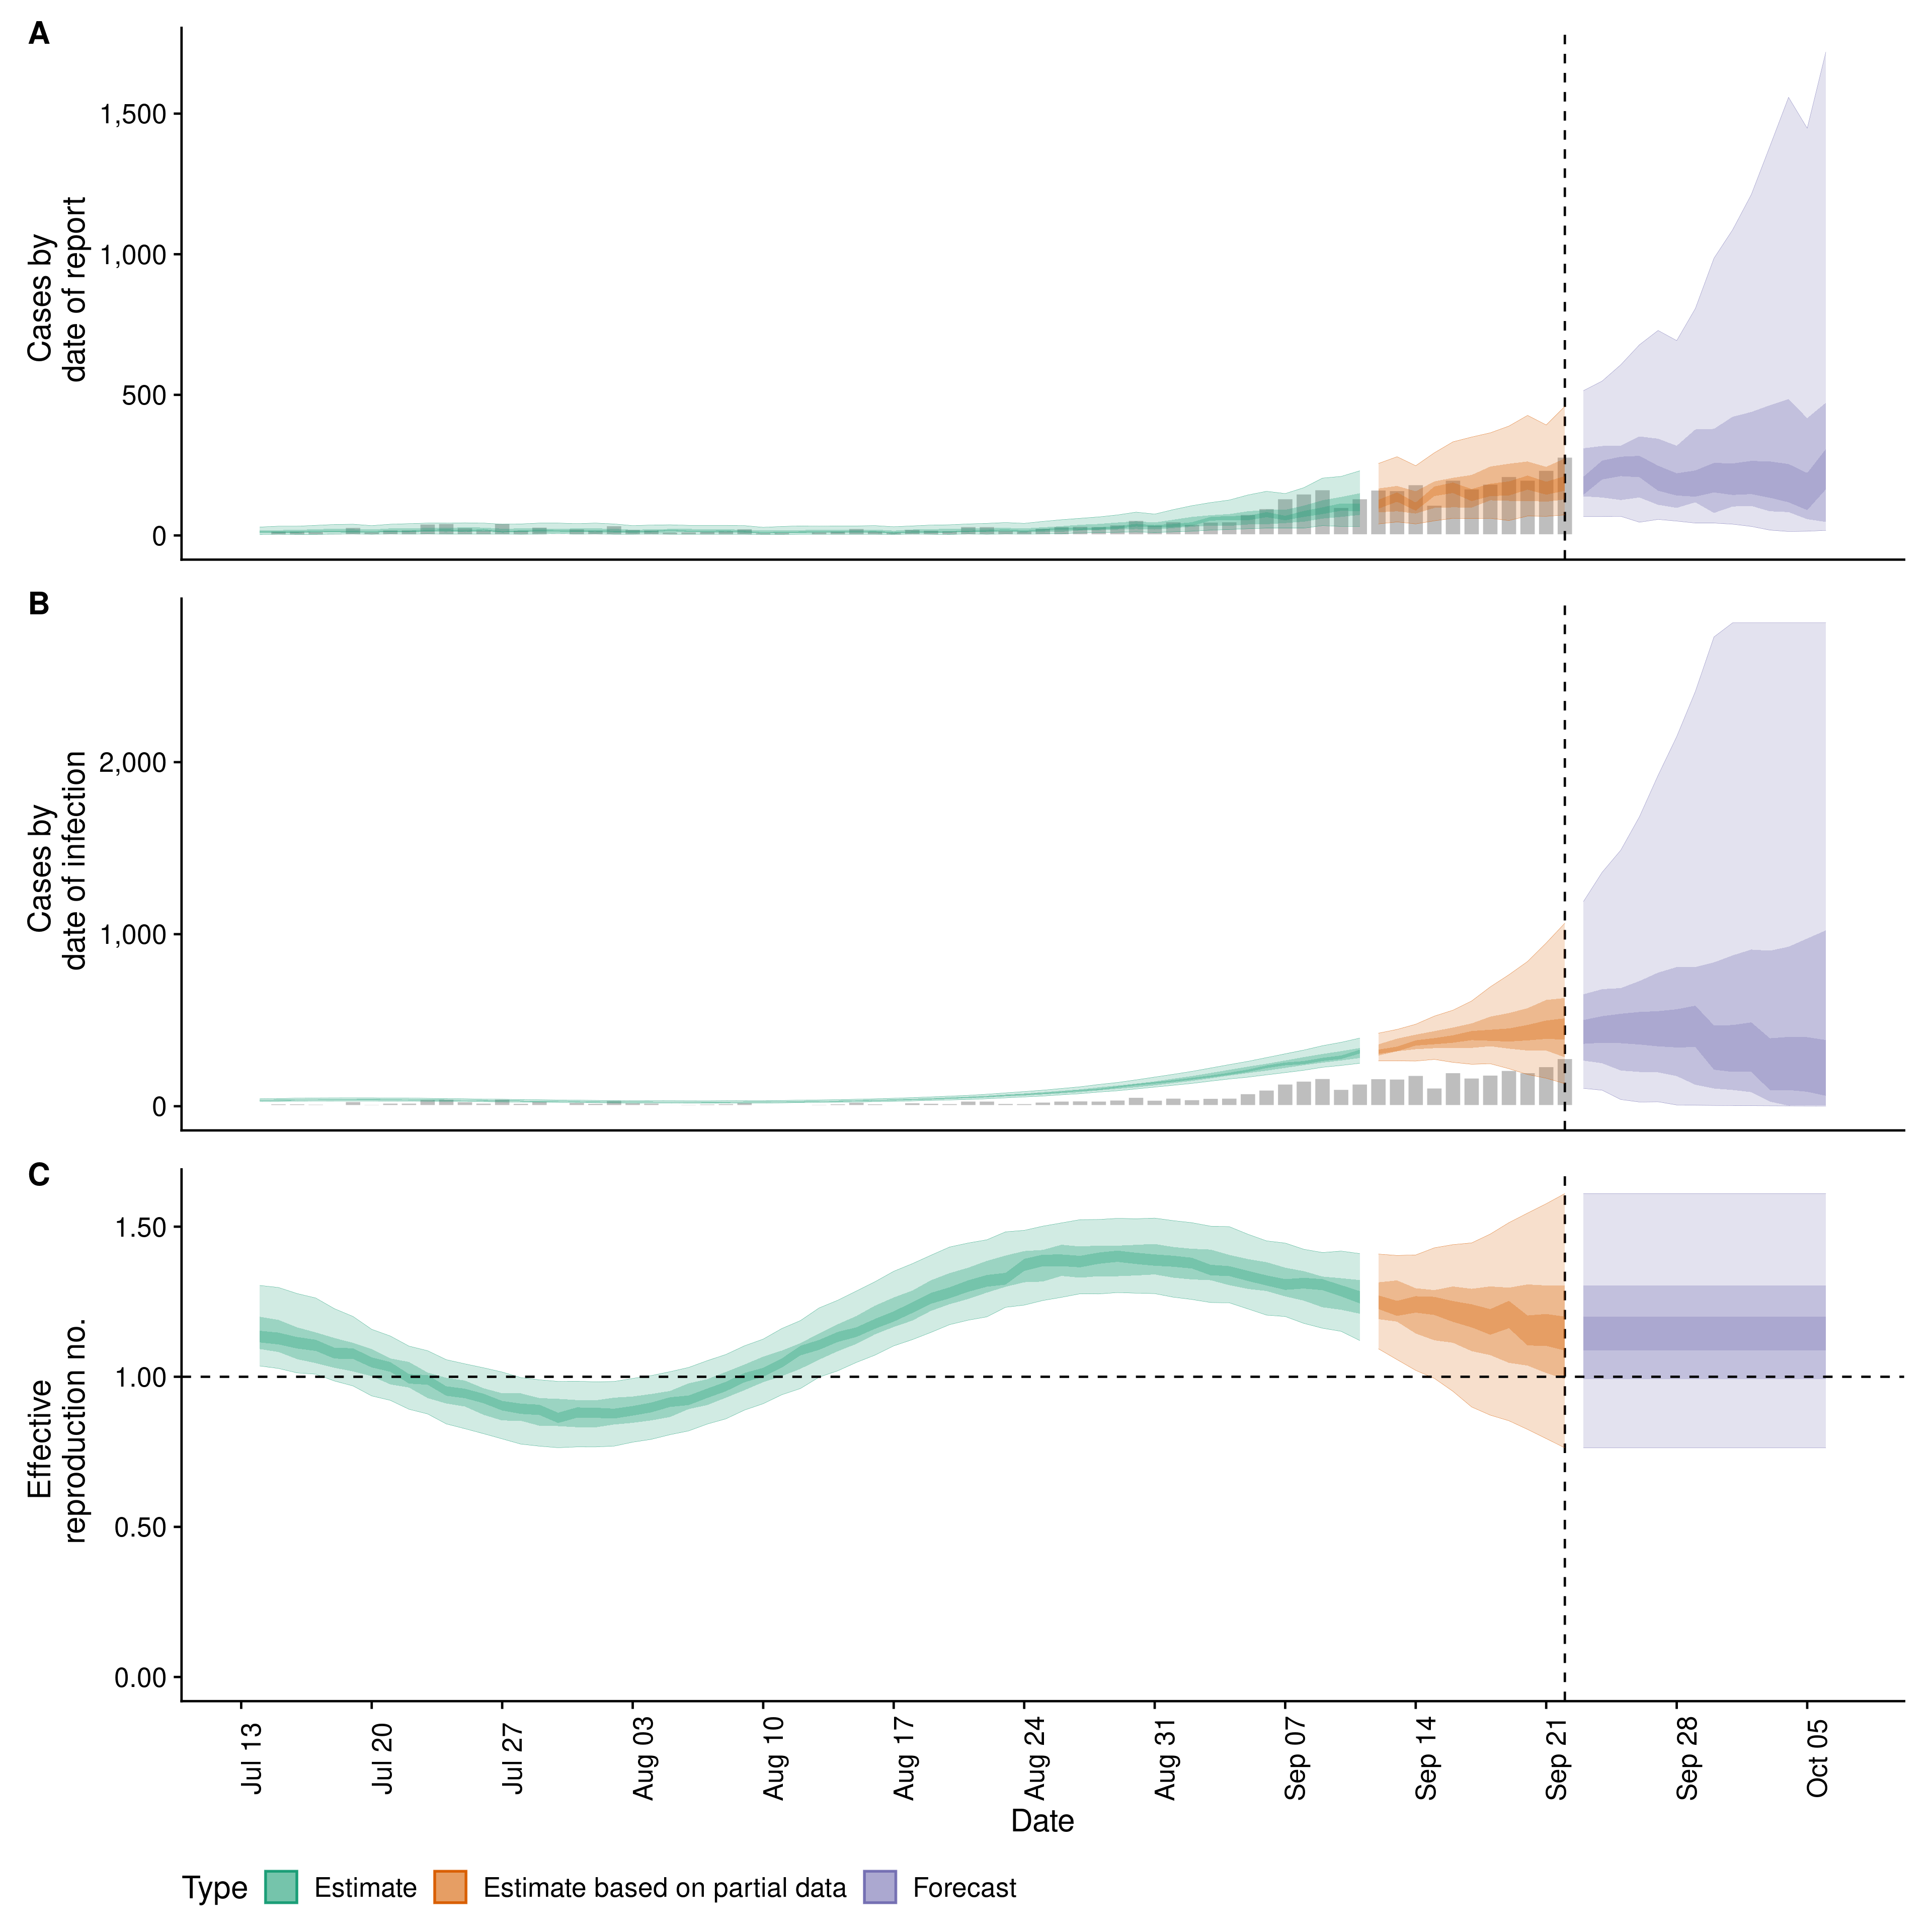 A
Cases by
date of report
1,500
1,000
500
0
B
Cases by
date of infection
2,000
1,000
0
C
Effective
reproduction no.
1.50
1.00
0.50
0.00
Jul 13
Jul 20
Jul 27
Aug 03
Aug 10
Aug 17
Aug 24
Aug 31
Sep 07
Sep 14
Sep 21
Sep 28
Oct 05
Date
Type
Estimate
Estimate based on partial data
Forecast